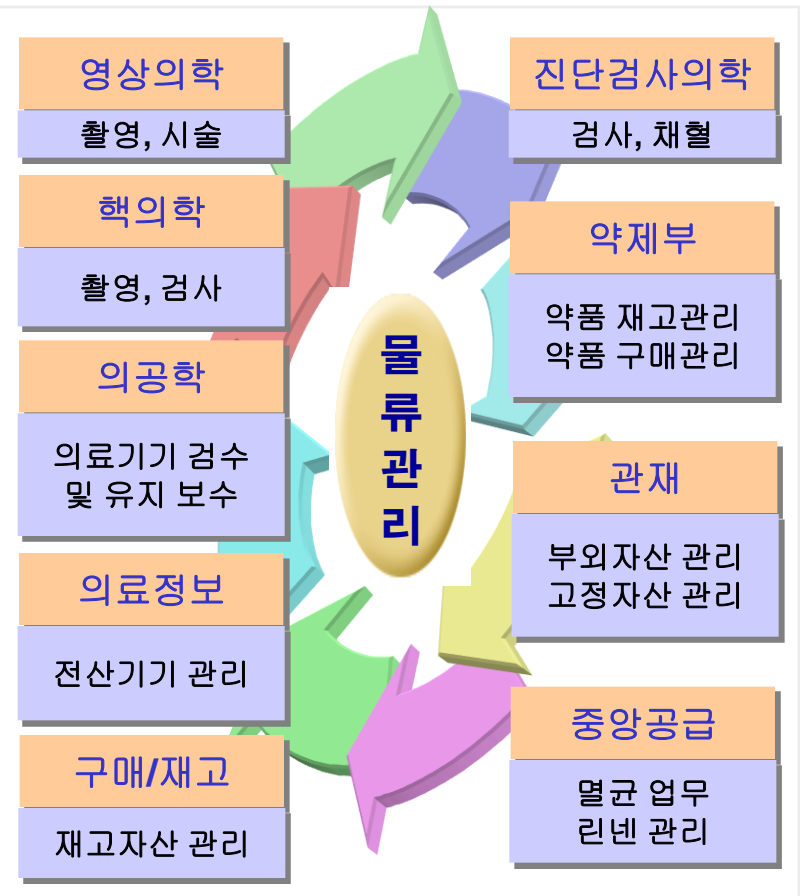 영상의학
촬영, 시술
핵의학
촬영, 검사
의공학
의료기기 검수
및 유지 보수
의료정보
전산기기 관리
구매/재고
재고자산 관리
물
류
관
리
진단검사의학
검사, 채혈
약제부
약품 재고관리
약품 구매관리
관재
부외자산 관리
고정자산 관리
중앙공급
멸균 업무
린넨 관리